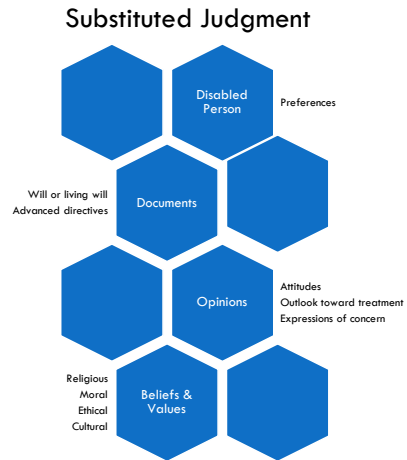 Substituted Judgment
Disabled
Person
Preferences
Will or living will
Advanced directives
Documents
Opinions
Attitudes
Outlook toward treatment
Expressions of concern
Religious
Moral
Ethical
Cultural
Beliefs &
Values